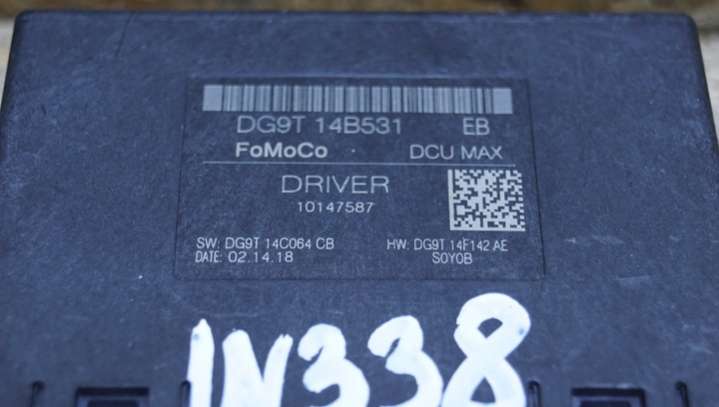 DG9T 14B531 EB
FoMoCo DCU MAX
DRIVER
10147587
SW: DG9T 14C064 CB HW: DG9T 14F142 AE
DATE: 02.14.18 S0Y0B
1N338